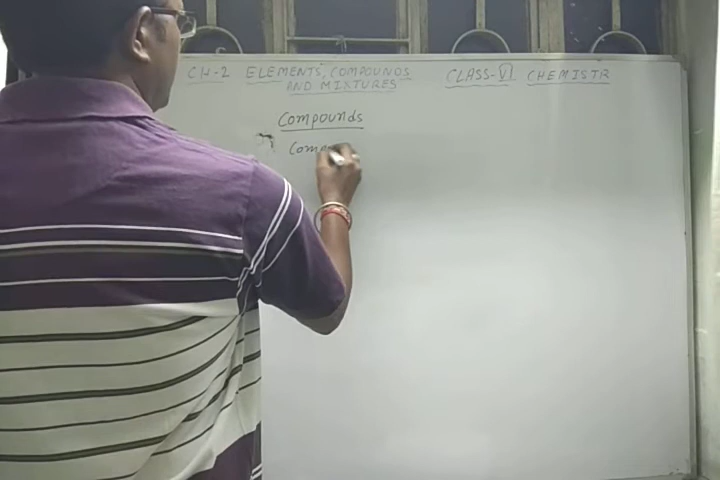 CH-2 ELEMENTS, COMPOUNDS CLASS-VI CHEMISTR
AND MIXTURES
Compounds
Com